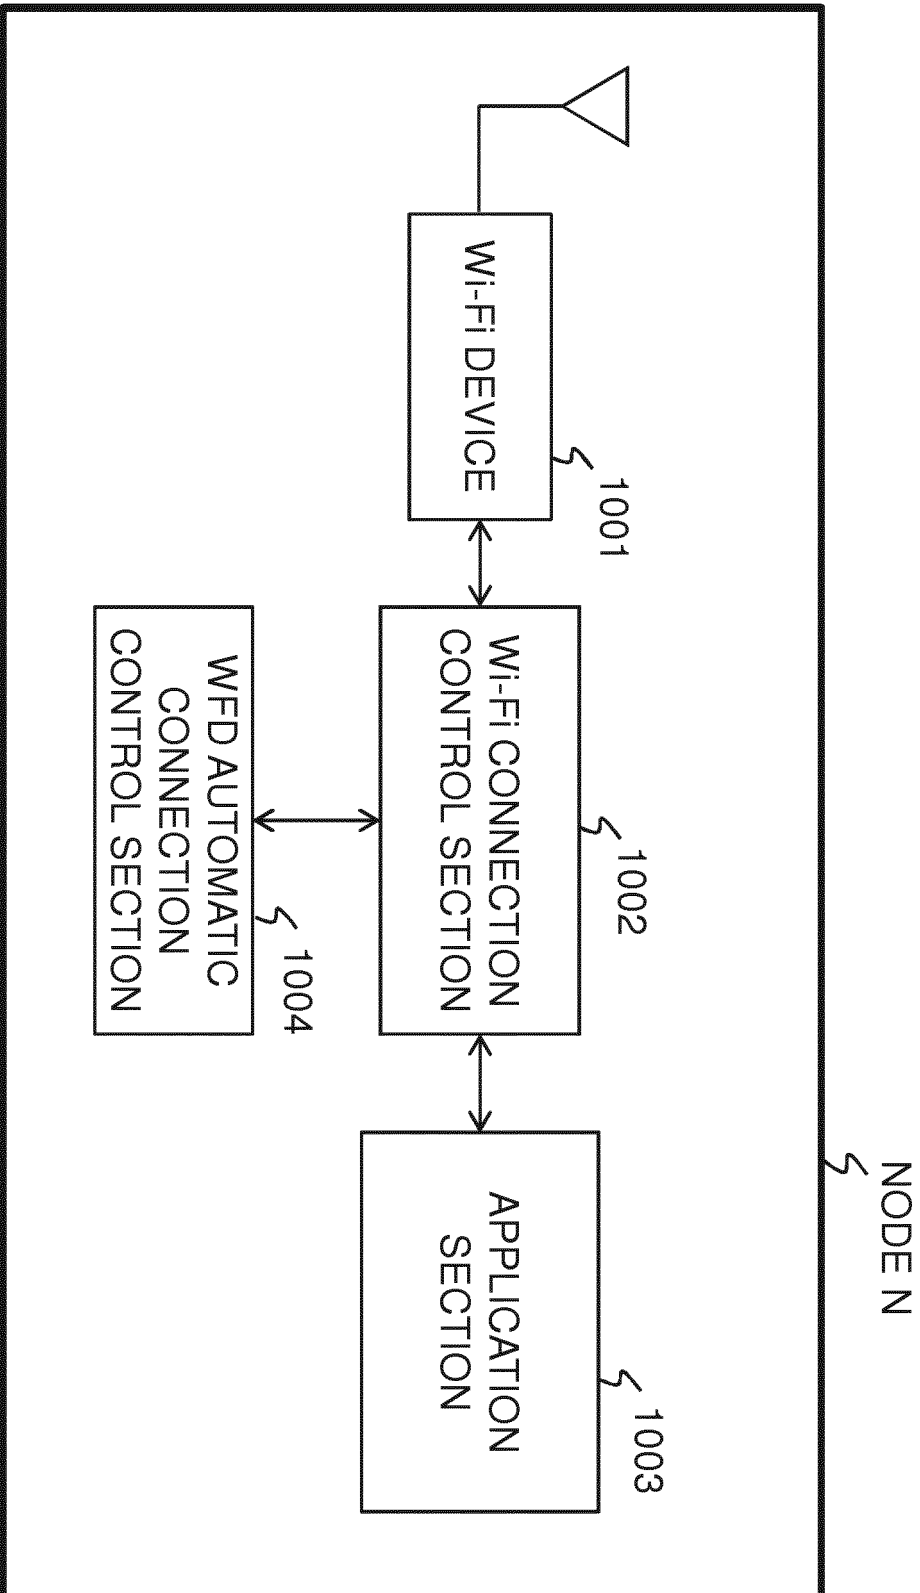 NODE N
1001
Wi-Fi DEVICE
1002
Wi-Fi CONNECTION
CONTROL SECTION
1003
APPLICATION
SECTION
1004
WFD AUTOMATIC
CONNECTION
CONTROL SECTION